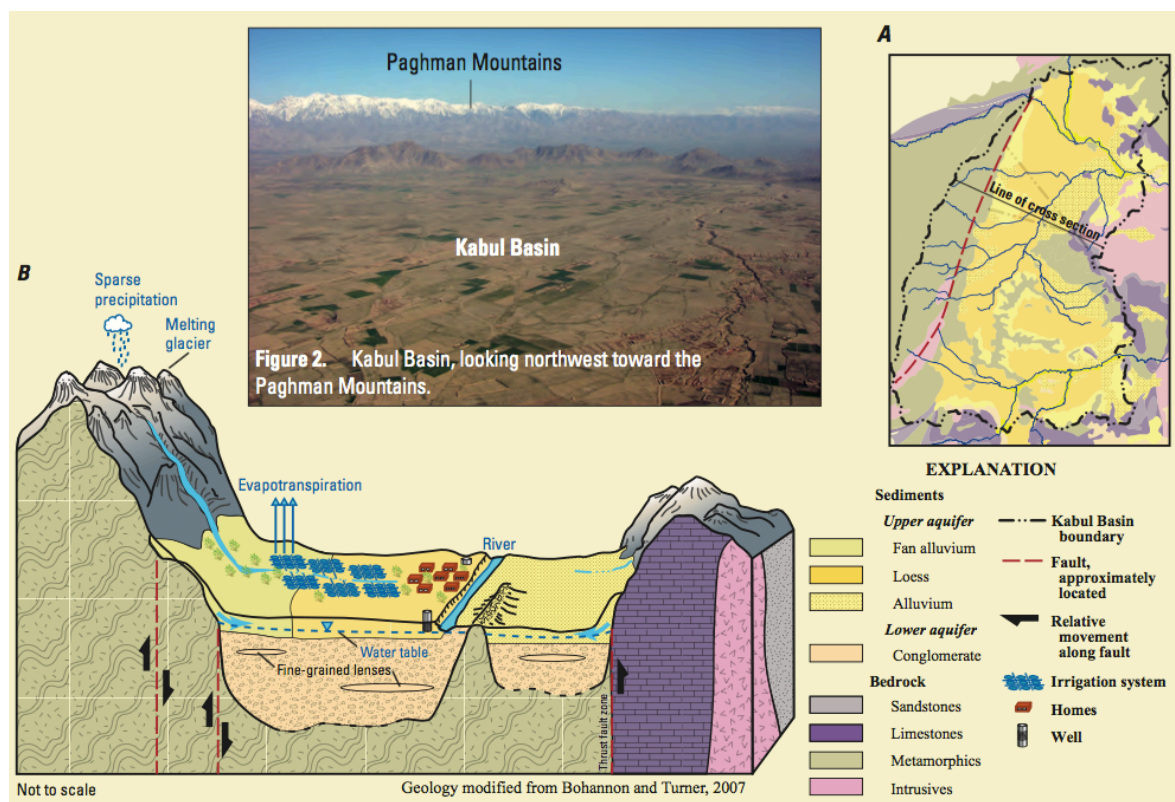 Paghman Mountains
Kabul Basin
Figure 2. Kabul Basin, looking northwest toward the
Paghman Mountains.
A
Line of cross section
B
Sparse
precipitation
Melting
glacier
Evapotranspiration
River
Water table
Fine-grained lenses
Thrust fault zone
Not to scale
Geology modified from Bohannon and Turner, 2007
EXPLANATION
Sediments
Upper aquifer
Fan alluvium
Loess
Alluvium
Lower aquifer
Conglomerate
Bedrock
Sandstones
Limestones
Metamorphics
Intrusives
Kabul Basin
boundary
Fault,
approximately
located
Relative
movement
along fault
Irrigation system
Homes
Well